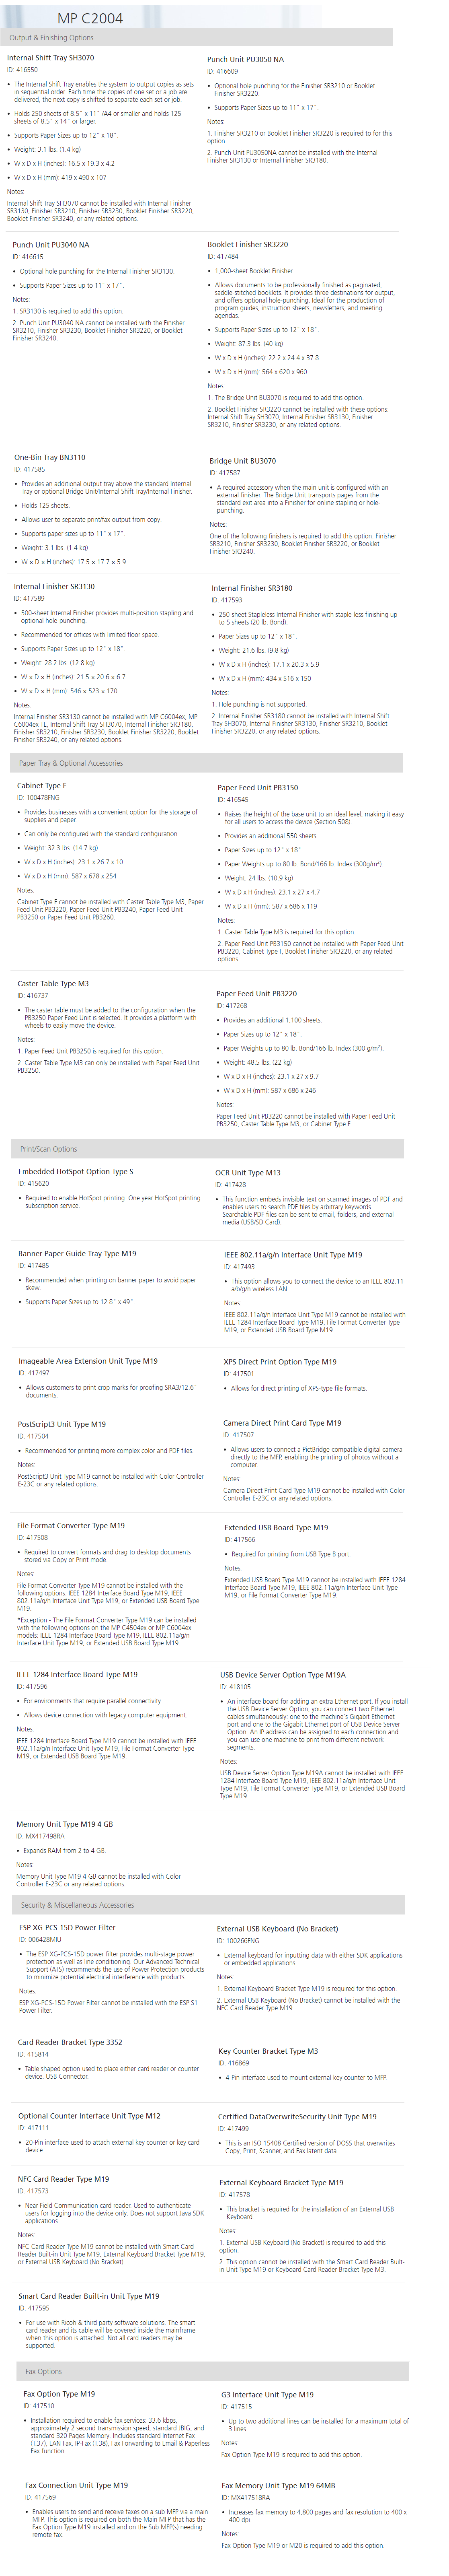 MP C2004
Output & Finishing Options
Internal Shift Tray SH3070
ID: 416550
• The Internal Shift Tray enables the system to output copies as sets
in sequential order. Each time the copies of one set or a job are
delivered, the next copy is shifted to separate each set or job.
• Holds 250 sheets of 8.5" x 11" /A4 or smaller and holds 125
sheets of 8.5" x 14" or larger.
• Supports Paper Sizes up to 12" x 18".
• Weight: 3.1 lbs. (1.4 kg)
• W x D x H (inches): 16.5 x 19.3 x 4.2
• W x D x H (mm): 419 x 490 x 107
Notes:
Internal Shift Tray SH3070 cannot be installed with Internal Finisher
SR3130, Finisher SR3210, Finisher SR3230, Booklet Finisher SR3220,
Booklet Finisher SR3240, or any related options.
Punch Unit PU3050 NA
ID: 416609
• Optional hole punching for the Finisher SR3210 or Booklet
Finisher SR3220.
• Supports Paper Sizes up to 11" x 17".
Notes:
1. Finisher SR3210 or Booklet Finisher SR3220 is required to for this
option.
2. Punch Unit PU3050NA cannot be installed with the Internal
Finisher SR3130 or Internal Finisher SR3180.
Punch Unit PU3040 NA
ID: 416615
• Optional hole punching for the Internal Finisher SR3130.
• Supports Paper Sizes up to 11" x 17".
Notes:
1. SR3130 is required to add this option.
2. Punch Unit PU3040 NA cannot be installed with the Finisher
SR3210, Finisher SR3230, Booklet Finisher SR3220, or Booklet
Finisher SR3240.
Booklet Finisher SR3220
ID: 417484
• 1,000-sheet Booklet Finisher.
• Allows documents to be professionally finished as paginated,
saddle-stitched booklets. It provides three destinations for output,
and offers optional hole-punching. Ideal for the production of
program guides, instruction sheets, newsletters, and meeting
agendas.
• Supports Paper Sizes up to 12" x 18".
• Weight: 87.3 lbs. (40 kg)
• W x D x H (inches): 22.2 x 24.4 x 37.8
• W x D x H (mm): 564 x 620 x 960
Notes:
1. The Bridge Unit BU3070 is required to add this option.
2. Booklet Finisher SR3220 cannot be installed with these options:
Internal Shift Tray SH3070, Internal Finisher SR3130, Finisher
SR3210, Finisher SR3230, or any related options.
One-Bin Tray BN3110
ID: 417585
• Provides an additional output tray above the standard Internal
Tray or optional Bridge Unit/Internal Shift Tray/Internal Finisher.
• Holds 125 sheets.
• Allows user to separate print/fax output from copy.
• Supports paper sizes up to 11" x 17".
• Weight: 3.1 lbs. (1.4 kg)
• W × D × H (inches): 17.5 × 17.7 × 5.9
Bridge Unit BU3070
ID: 417587
• A required accessory when the main unit is configured with an
external finisher. The Bridge Unit transports pages from the
standard exit area into a Finisher for online stapling or hole-
punching.
Notes:
One of the following finishers is required to add this option: Finisher
SR3210, Finisher SR3230, Booklet Finisher SR3220, or Booklet
Finisher SR3240.
Internal Finisher SR3130
ID: 417589
• 500-sheet Internal Finisher provides multi-position stapling and
optional hole-punching.
• Recommended for offices with limited floor space.
• Supports Paper Sizes up to 12" x 18".
• Weight: 28.2 lbs. (12.8 kg)
• W × D × H (inches): 21.5 × 20.6 × 6.7
• W × D × H (mm): 546 × 523 × 170
Notes:
Internal Finisher SR3130 cannot be installed with MP C6004ex, MP
C6004ex TE, Internal Shift Tray SH3070, Internal Finisher SR3180,
Finisher SR3210, Finisher SR3230, Booklet Finisher SR3220, Booklet
Finisher SR3240, or any related options.
Internal Finisher SR3180
ID: 417593
• 250-sheet Stapleless Internal Finisher with staple-less finishing up
to 5 sheets (20 lb. Bond).
• Paper Sizes up to 12" x 18".
• Weight: 21.6 lbs. (9.8 kg)
• W x D x H (inches): 17.1 x 20.3 x 5.9
• W x D x H (mm): 434 x 516 x 150
Notes:
1. Hole punching is not supported.
2. Internal Finisher SR3180 cannot be installed with Internal Shift
Tray SH3070, Internal Finisher SR3130, Finisher SR3210, Booklet
Finisher SR3220, or any related options.
Paper Tray & Optional Accessories
Cabinet Type F
ID: 100478FNG
• Provides businesses with a convenient option for the storage of
supplies and paper.
• Can only be configured with the standard configuration.
• Weight: 32.3 lbs. (14.7 kg)
• W x D x H (inches): 23.1 x 26.7 x 10
• W x D x H (mm): 587 x 678 x 254
Notes:
Cabinet Type F cannot be installed with Caster Table Type M3, Paper
Feed Unit PB3220, Paper Feed Unit PB3240, Paper Feed Unit
PB3250 or Paper Feed Unit PB3260.
Paper Feed Unit PB3150
ID: 416545
• Raises the height of the base unit to an ideal level, making it easy
for all users to access the device (Section 508).
• Provides an additional 550 sheets.
• Paper Sizes up to 12" x 18".
• Paper Weights up to 80 lb. Bond/166 lb. Index (300g/m²).
• Weight: 24 lbs. (10.9 kg)
• W x D x H (inches): 23.1 x 27 x 4.7
• W x D x H (mm): 587 x 686 x 119
Notes:
1. Caster Table Type M3 is required for this option.
2. Paper Feed Unit PB3150 cannot be installed with Paper Feed Unit
PB3220, Cabinet Type F, Booklet Finisher SR3220, or any related
options.
Caster Table Type M3
ID: 416737
• The caster table must be added to the configuration when the
PB3250 Paper Feed Unit is selected. It provides a platform with
wheels to easily move the device.
Notes:
1. Paper Feed Unit PB3250 is required for this option.
2. Caster Table Type M3 can only be installed with Paper Feed Unit
PB3250.
Paper Feed Unit PB3220
ID: 417268
• Provides an additional 1,100 sheets.
• Paper Sizes up to 12" x 18".
• Paper Weights up to 80 lb. Bond/166 lb. Index (300 g/m²).
• Weight: 48.5 lbs. (22 kg)
• W x D x H (inches): 23.1 x 27 x 9.7
• W x D x H (mm): 587 x 686 x 246
Notes:
Paper Feed Unit PB3220 cannot be installed with Paper Feed Unit
PB3250, Caster Table Type M3, or Cabinet Type F.
Print/Scan Options
Embedded HotSpot Option Type S
ID: 415620
• Required to enable HotSpot printing. One year HotSpot printing
subscription service.
OCR Unit Type M13
ID: 417428
• This function embeds invisible text on scanned images of PDF and
enables users to search PDF files by arbitrary keywords.
Searchable PDF files can be sent to email, folders, and external
media (USB/SD Card).
Banner Paper Guide Tray Type M19
ID: 417485
• Recommended when printing on banner paper to avoid paper
skew.
• Supports Paper Sizes up to 12.8" x 49".
IEEE 802.11a/g/n Interface Unit Type M19
ID: 417493
• This option allows you to connect the device to an IEEE 802.11
a/b/g/n wireless LAN.
Notes:
IEEE 802.11a/g/n Interface Unit Type M19 cannot be installed with
IEEE 1284 Interface Board Type M19, File Format Converter Type
M19, or Extended USB Board Type M19.
Imageable Area Extension Unit Type M19
ID: 417497
• Allows customers to print crop marks for proofing SRA3/12.6"
documents.
XPS Direct Print Option Type M19
ID: 417501
• Allows for direct printing of XPS-type file formats.
PostScript3 Unit Type M19
ID: 417504
• Recommended for printing more complex color and PDF files.
Notes:
PostScript3 Unit Type M19 cannot be installed with Color Controller
E-23C or any related options.
Camera Direct Print Card Type M19
ID: 417507
• Allows users to connect a PictBridge-compatible digital camera
directly to the MFP, enabling the printing of photos without a
computer.
Notes:
Camera Direct Print Card Type M19 cannot be installed with Color
Controller E-23C or any related options.
File Format Converter Type M19
ID: 417508
• Required to convert formats and drag to desktop documents
stored via Copy or Print mode.
Notes:
File Format Converter Type M19 cannot be installed with the
following options: IEEE 1284 Interface Board Type M19, IEEE
802.11a/g/n Interface Unit Type M19, or Extended USB Board Type
M19.
*Exception - The File Format Converter Type M19 can be installed
with the following options on the MP C4504ex or MP C6004ex
models: IEEE 1284 Interface Board Type M19, IEEE 802.11a/g/n
Interface Unit Type M19, or Extended USB Board Type M19.
Extended USB Board Type M19
ID: 417566
• Required for printing from USB Type B port.
Notes:
Extended USB Board Type M19 cannot be installed with IEEE 1284
Interface Board Type M19, IEEE 802.11a/g/n Interface Unit Type
M19, or File Format Converter Type M19.
IEEE 1284 Interface Board Type M19
ID: 417596
• For environments that require parallel connectivity.
• Allows device connection with legacy computer equipment.
Notes:
IEEE 1284 Interface Board Type M19 cannot be installed with IEEE
802.11a/g/n Interface Unit Type M19, File Format Converter Type
M19, or Extended USB Board Type M19.
USB Device Server Option Type M19A
ID: 418105
• An interface board for adding an extra Ethernet port. If you install
the USB Device Server Option, you can connect two Ethernet
cables simultaneously: one to the machine's Gigabit Ethernet
port and one to the Gigabit Ethernet port of USB Device Server
Option. An IP address can be assigned to each connection and so
you can use one machine to print from different network
segments.
Notes:
USB Device Server Option Type M19A cannot be installed with IEEE
1284 Interface Board Type M19, IEEE 802.11a/g/n Interface Unit
Type M19, File Format Converter Type M19, or Extended USB Board
Type M19.
Memory Unit Type M19 4 GB
ID: MX417498RA
• Expands RAM from 2 to 4 GB.
Notes:
Memory Unit Type M19 4 GB cannot be installed with Color
Controller E-23C or any related options.
Security & Miscellaneous Accessories
ESP XG-PCS-15D Power Filter
ID: 006428MIU
• The ESP XG-PCS-15D power filter provides multi-stage power
protection as well as line conditioning. Our Advanced Technical
Support (ATS) recommends the use of Power Protection products
to minimize potential electrical interference with products.
Notes:
ESP XG-PCS-15D Power Filter cannot be installed with the ESP S1
Power Filter.
External USB Keyboard (No Bracket)
ID: 100266FNG
• External keyboard for inputting data with either SDK applications
or embedded applications.
Notes:
1. External Keyboard Bracket Type M19 is required for this option.
2. External USB Keyboard (No Bracket) cannot be installed with the
NFC Card Reader Type M19.
Card Reader Bracket Type 3352
ID: 415814
• Table shaped option used to place either card reader or counter
device. USB Connector.
Key Counter Bracket Type M3
ID: 416869
• 4-Pin interface used to mount external key counter to MFP.
Optional Counter Interface Unit Type M12
ID: 417111
• 20-Pin interface used to attach external key counter or key card
device.
Certified DataOverwriteSecurity Unit Type M19
ID: 417499
• This is an ISO 15408 Certified version of DOSS that overwrites
Copy, Print, Scanner, and Fax latent data.
NFC Card Reader Type M19
ID: 417573
• Near Field Communication card reader. Used to authenticate
users for logging into the device only. Does not support Java SDK
applications.
Notes:
NFC Card Reader Type M19 cannot be installed with Smart Card
Reader Built-in Unit Type M19, External Keyboard Bracket Type M19,
or External USB Keyboard (No Bracket).
External Keyboard Bracket Type M19
ID: 417578
• This bracket is required for the installation of an External USB
Keyboard.
Notes:
1. External USB Keyboard (No Bracket) is required to add this
option.
2. This option cannot be installed with the Smart Card Reader Built-
in Unit Type M19 or Keyboard Card Reader Bracket Type M3.
Smart Card Reader Built-in Unit Type M19
ID: 417595
• For use with Ricoh & third party software solutions. The smart
card reader and its cable will be covered inside the mainframe
when this option is attached. Not all card readers may be
supported.
Fax Options
Fax Option Type M19
ID: 417510
• Installation required to enable fax services: 33.6 kbps,
approximately 2 second transmission speed, standard JBIG, and
standard 320 Pages Memory. Includes standard Internet Fax
(T.37), LAN Fax, IP-Fax (T.38), Fax Forwarding to Email & Paperless
Fax function.
G3 Interface Unit Type M19
ID: 417515
• Up to two additional lines can be installed for a maximum total of
3 lines.
Notes:
Fax Option Type M19 is required to add this option.
Fax Connection Unit Type M19
ID: 417569
• Enables users to send and receive faxes on a sub MFP via a main
MFP. This option is required on both the Main MFP that has the
Fax Option Type M19 installed and on the Sub MFP(s) needing
remote fax.
Fax Memory Unit Type M19 64MB
ID: MX417518RA
• Increases fax memory to 4,800 pages and fax resolution to 400 x
400 dpi.
Notes:
Fax Option Type M19 or M20 is required to add this option.